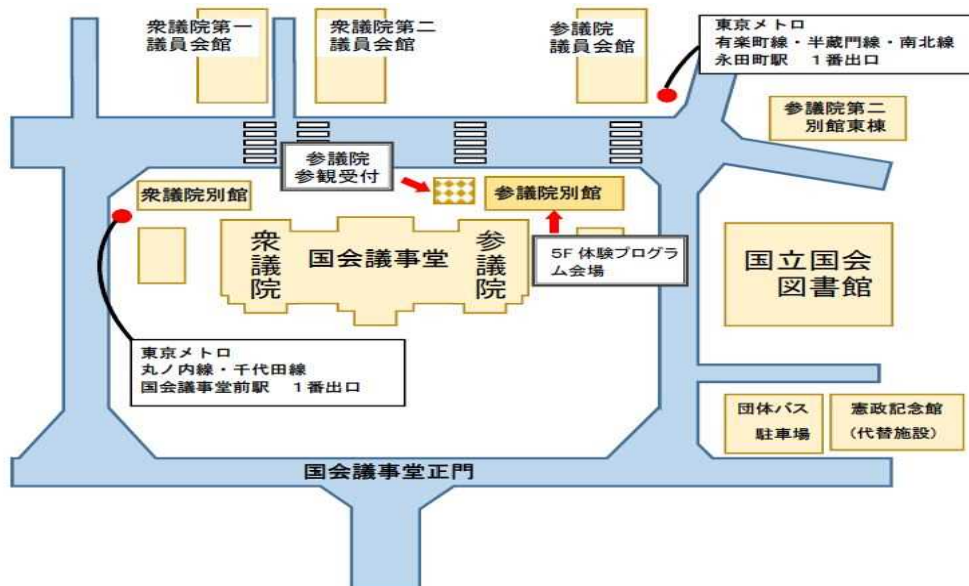 衆議院第一
議員会館
衆議院第二
議員会館
参議院
議員会館
東京メトロ
有楽町線・半蔵門線・南北線
永田町駅　１番出口
参議院第二
別館東棟
参議院
参観受付
衆議院別館
参議院別館
衆議院
国会議事堂
参議院
5F 体験プログラ
ム会場
国立国会
図書館
東京メトロ
丸ノ内線・千代田線
国会議事堂前駅　１番出口
団体バス
駐車場
憲政記念館
（代替施設）
国会議事堂正門